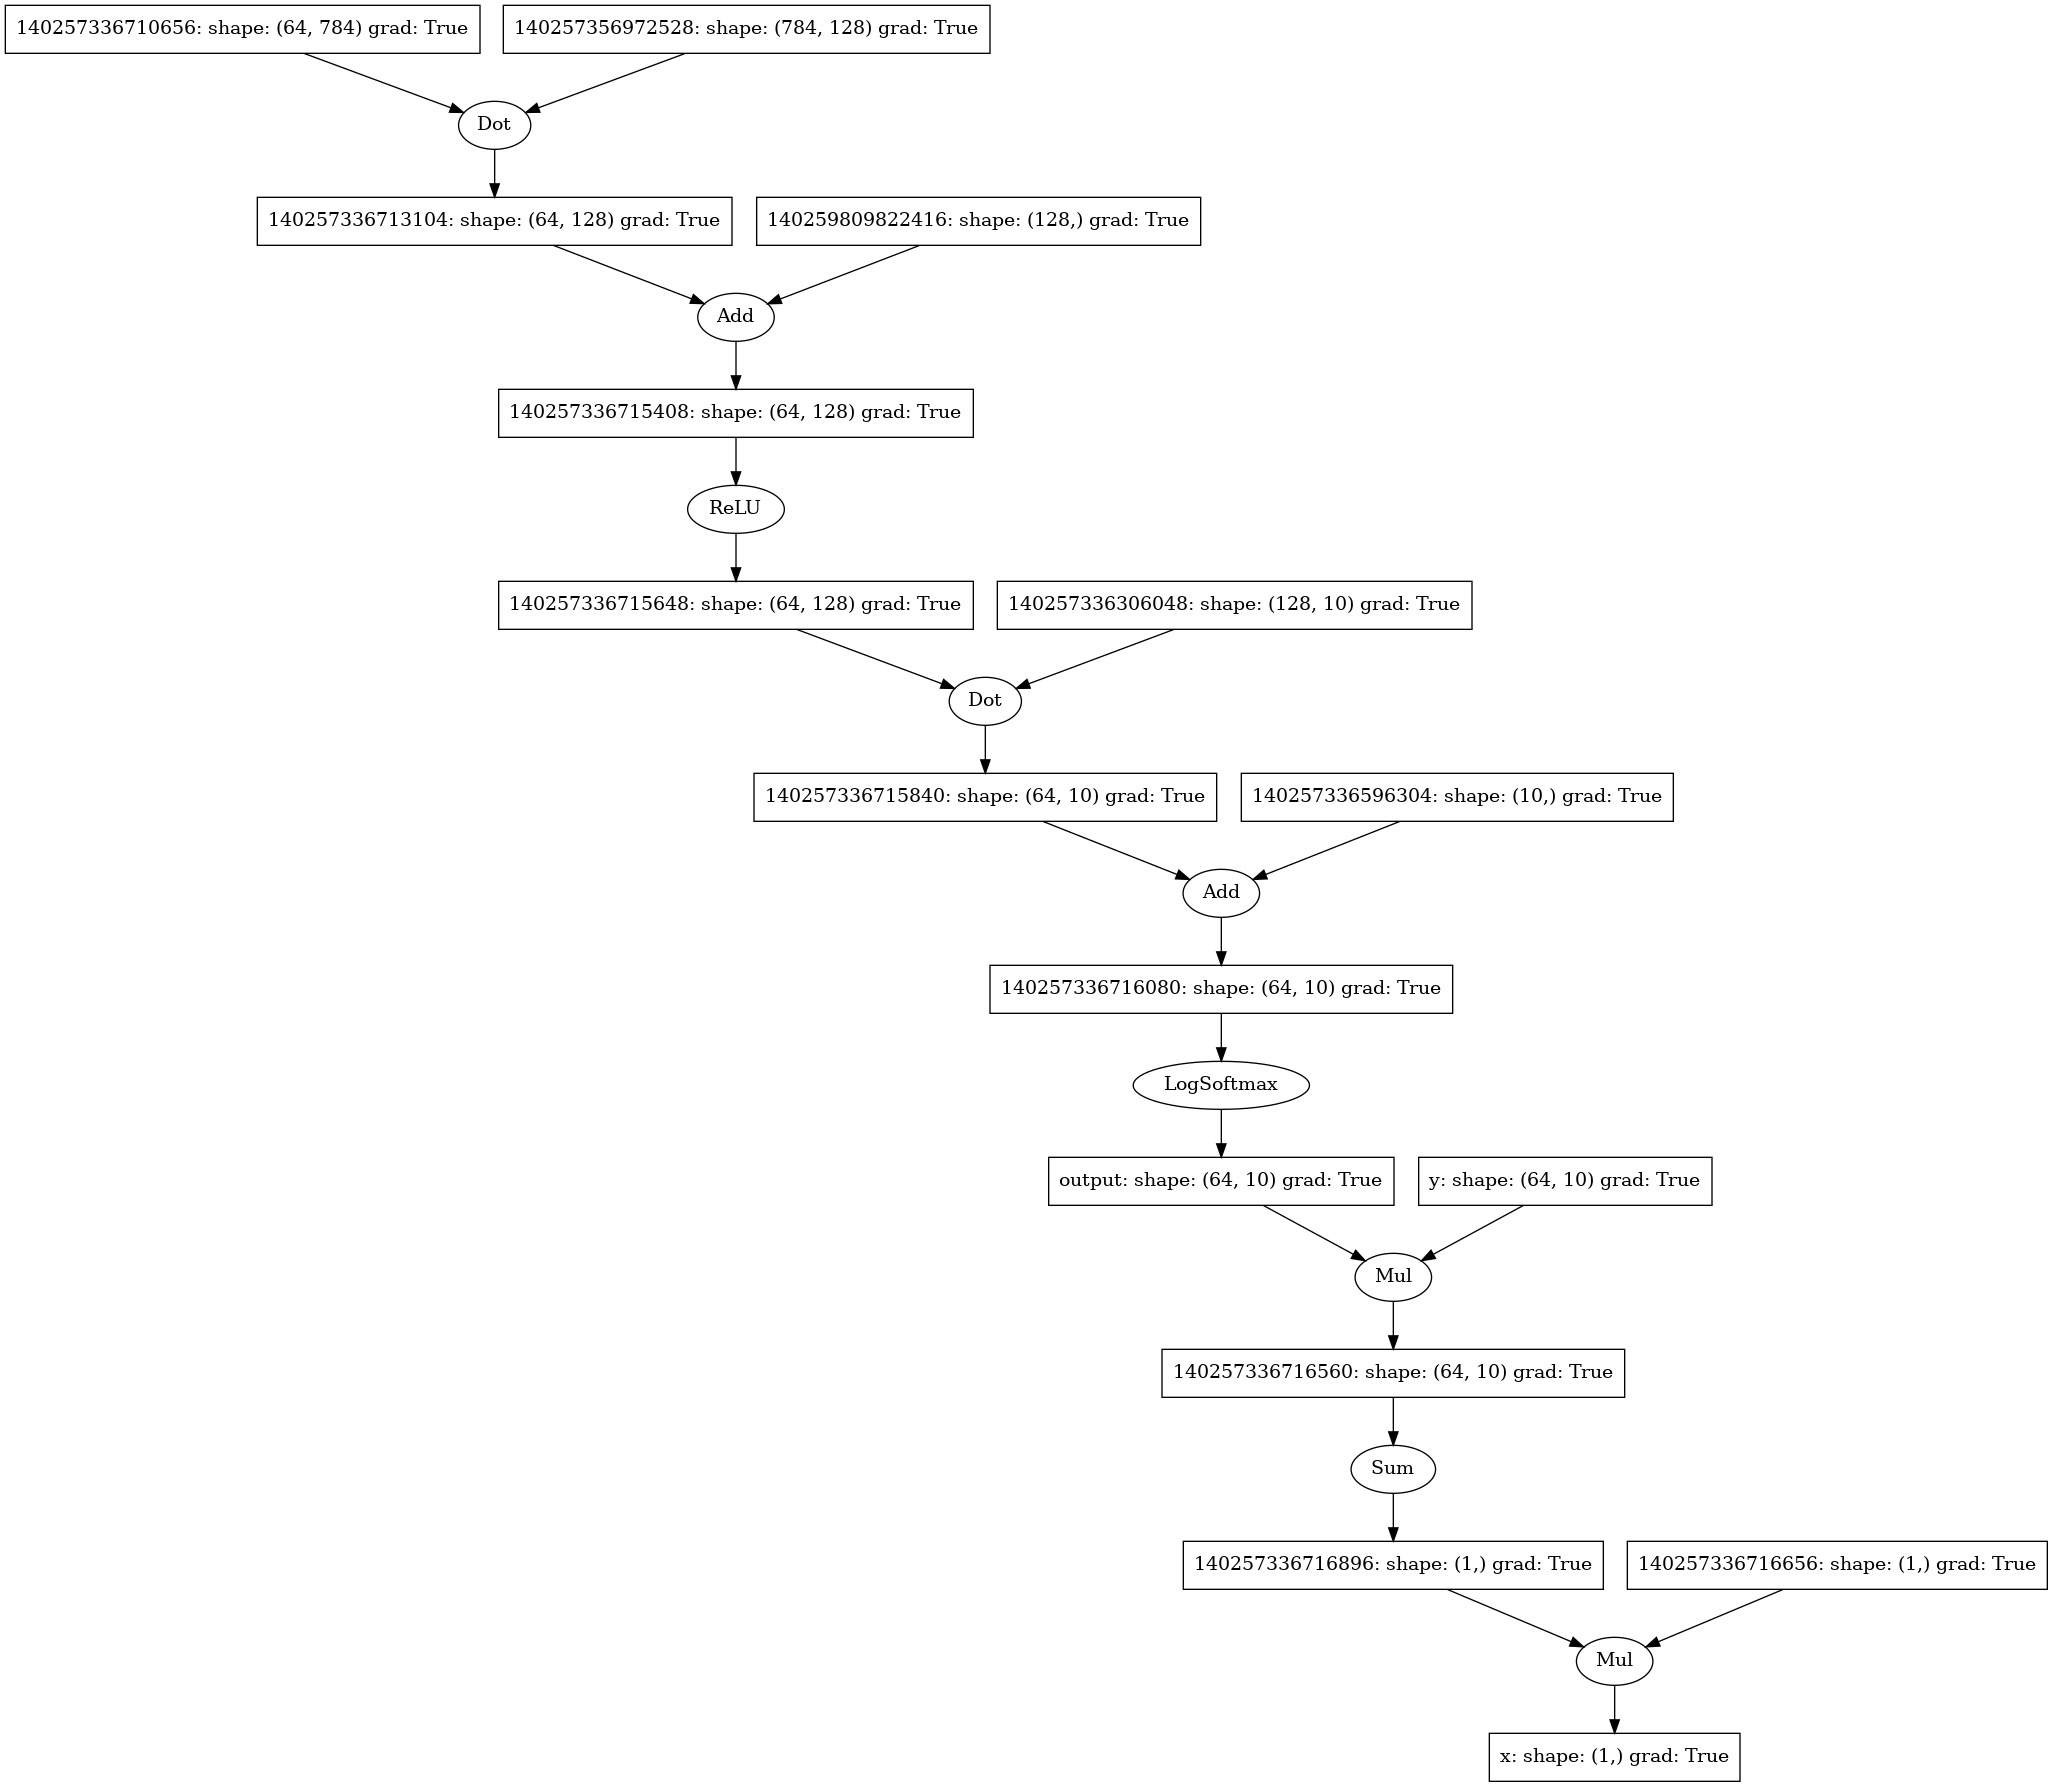 140257336710656: shape: (64, 784) grad: True
140257356972528: shape: (784, 128) grad: True
Dot
140257336713104: shape: (64, 128) grad: True
140259809822416: shape: (128,) grad: True
Add
140257336715408: shape: (64, 128) grad: True
ReLU
140257336715648: shape: (64, 128) grad: True
140257336306048: shape: (128, 10) grad: True
Dot
140257336715840: shape: (64, 10) grad: True
140257336596304: shape: (10,) grad: True
Add
140257336716080: shape: (64, 10) grad: True
LogSoftmax
output: shape: (64, 10) grad: True
y: shape: (64, 10) grad: True
Mul
140257336716560: shape: (64, 10) grad: True
Sum
140257336716896: shape: (1,) grad: True
140257336716656: shape: (1,) grad: True
Mul
x: shape: (1,) grad: True